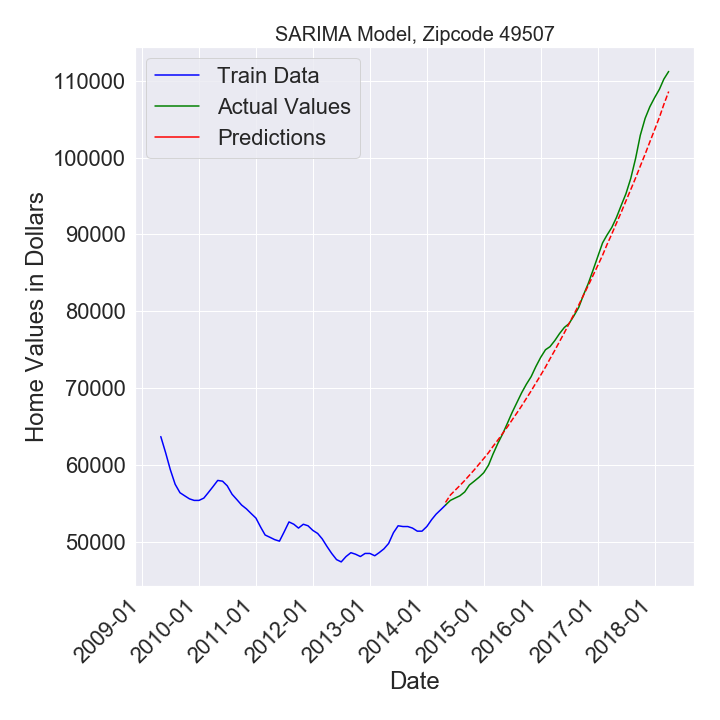 SARIMA Model, Zipcode 49507
Train Data
Actual Values
Predictions
Home Values in Dollars
110000
100000
90000
80000
70000
60000
50000
2009-01
2010-01
2011-01
2012-01
2013-01
2014-01
2015-01
2016-01
2017-01
2018-01
Date